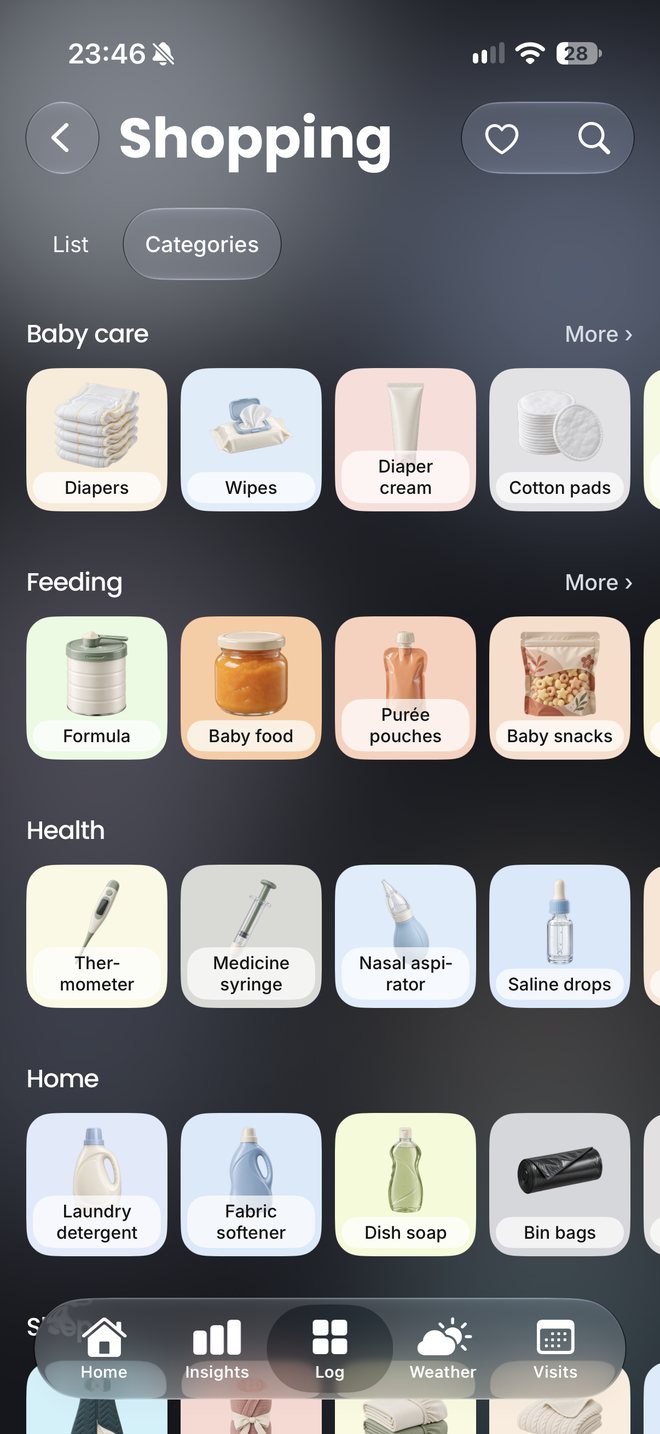 23:46
28
Shopping
List
Categories
Baby care
More ›
Diapers
Wipes
Diaper
cream
Cotton pads
Feeding
More ›
Formula
Baby food
Purée
pouches
Baby snacks
Health
Ther-
mometer
Medicine
syringe
Nasal aspi-
rator
Saline drops
Home
Laundry
detergent
Fabric
softener
Dish soap
Bin bags
Home
Insights
Log
Weather
Visits